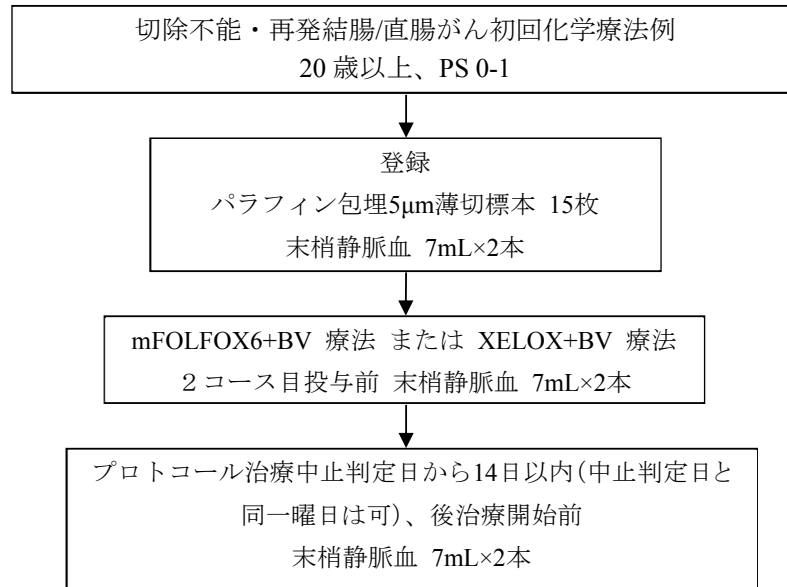 切除不能・再発結腸/直腸がん初回化学療法例
20 歳以上、PS 0-1
登録
パラフィン包埋5μm薄切標本 15枚
末梢静脈血 7mL×2本
mFOLFOX6+BV 療法 または XELOX+BV 療法
２コース目投与前 末梢静脈血 7mL×2本
プロトコール治療中止判定日から14日以内（中止判定日と
同一曜日は可）、後治療開始前
末梢静脈血 7mL×2本